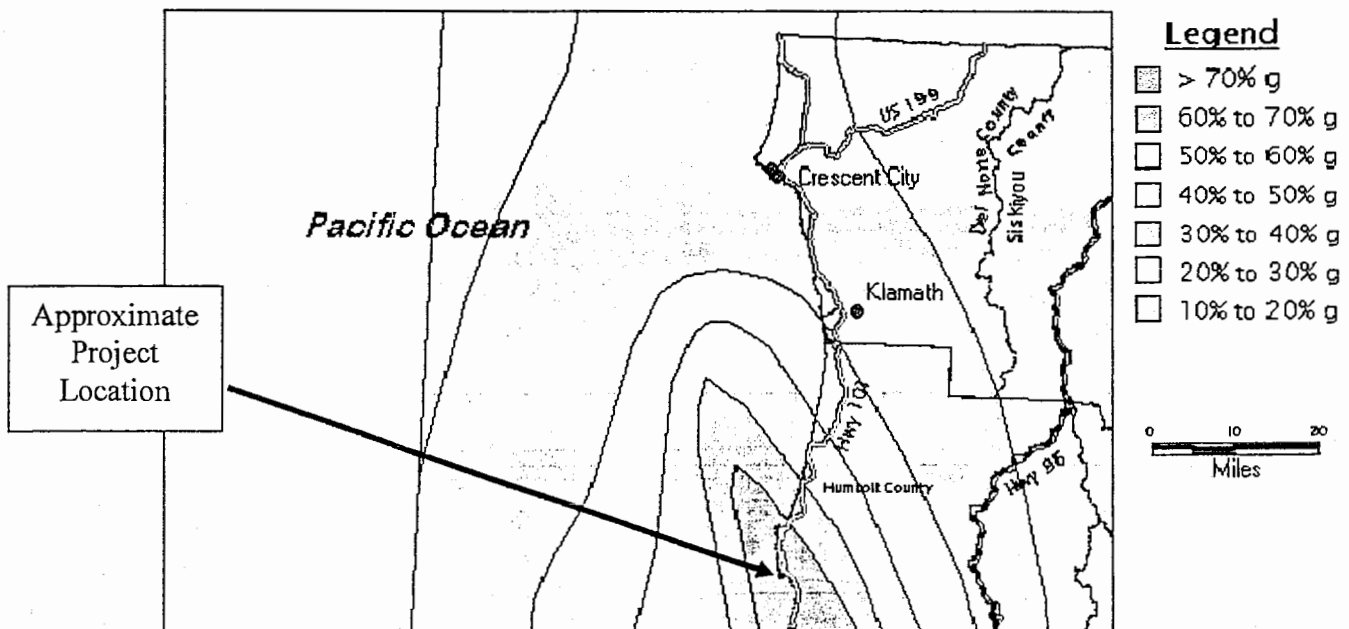 Legend
> 70% g
60% to 70% g
50% to 60% g
40% to 50% g
30% to 40% g
20% to 30% g
10% to 20% g
US 199
Del Norte County
Siskiyou County
Crescent City
Pacific Ocean
Klamath
Approximate
Project
Location
Hwy 101
Humbolt County
Hwy 96
0 10 20
Miles